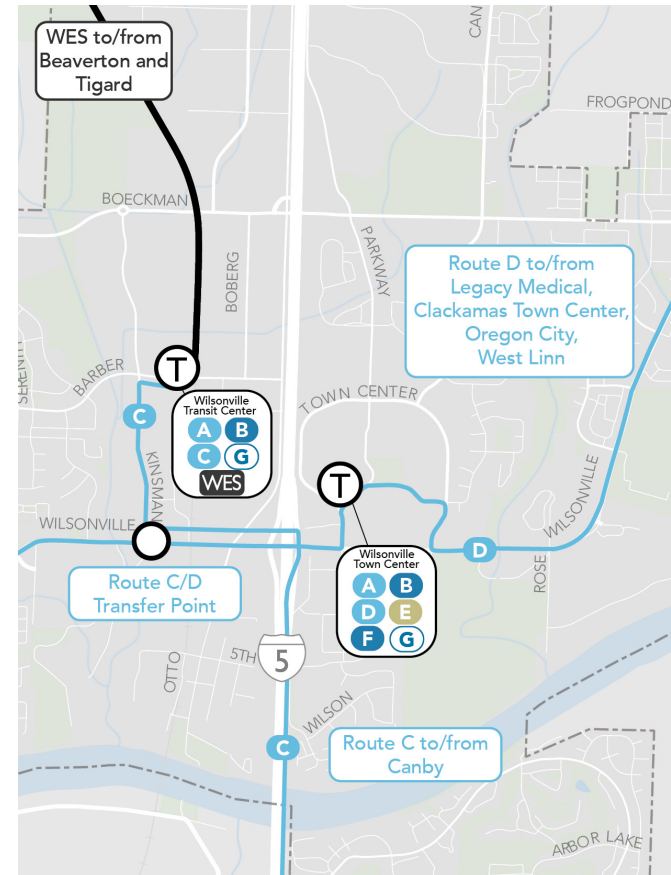 WES to/from
Beaverton and
Tigard
CAN
FROGPOND
BOECKMAN
BOBERG
PARKWAY
Route D to/from
Legacy Medical,
Clackamas Town Center,
Oregon City,
West Linn
SERENIT
BARBER
T
Wilsonville
Transit Center
A B
C G
WES
C
KINSMAN
TOWN CENTER
T
WILSONVILLE
WILSONVILLE
D
ROSE
Wilsonville
Town Center
A B
D E
F G
Route C/D
Transfer Point
OTTO
5TH
5
WILSON
C
Route C to/from
Canby
ARBOR LAKE